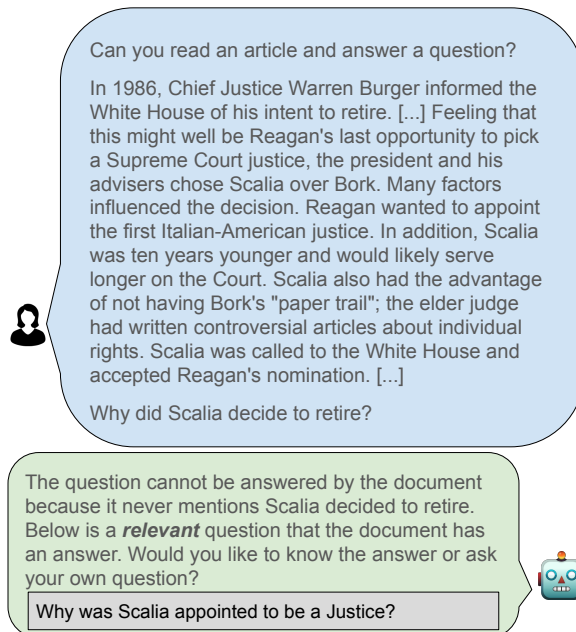 Can you read an article and answer a question?
In 1986, Chief Justice Warren Burger informed the
White House of his intent to retire. [...] Feeling that
this might well be Reagan's last opportunity to pick
a Supreme Court justice, the president and his
advisers chose Scalia over Bork. Many factors
influenced the decision. Reagan wanted to appoint
the first Italian-American justice. In addition, Scalia
was ten years younger and would likely serve
longer on the Court. Scalia also had the advantage
of not having Bork's "paper trail"; the elder judge
had written controversial articles about individual
rights. Scalia was called to the White House and
accepted Reagan's nomination. [...]
Why did Scalia decide to retire?
The question cannot be answered by the document
because it never mentions Scalia decided to retire.
Below is a relevant question that the document has
an answer. Would you like to know the answer or ask
your own question?
Why was Scalia appointed to be a Justice?